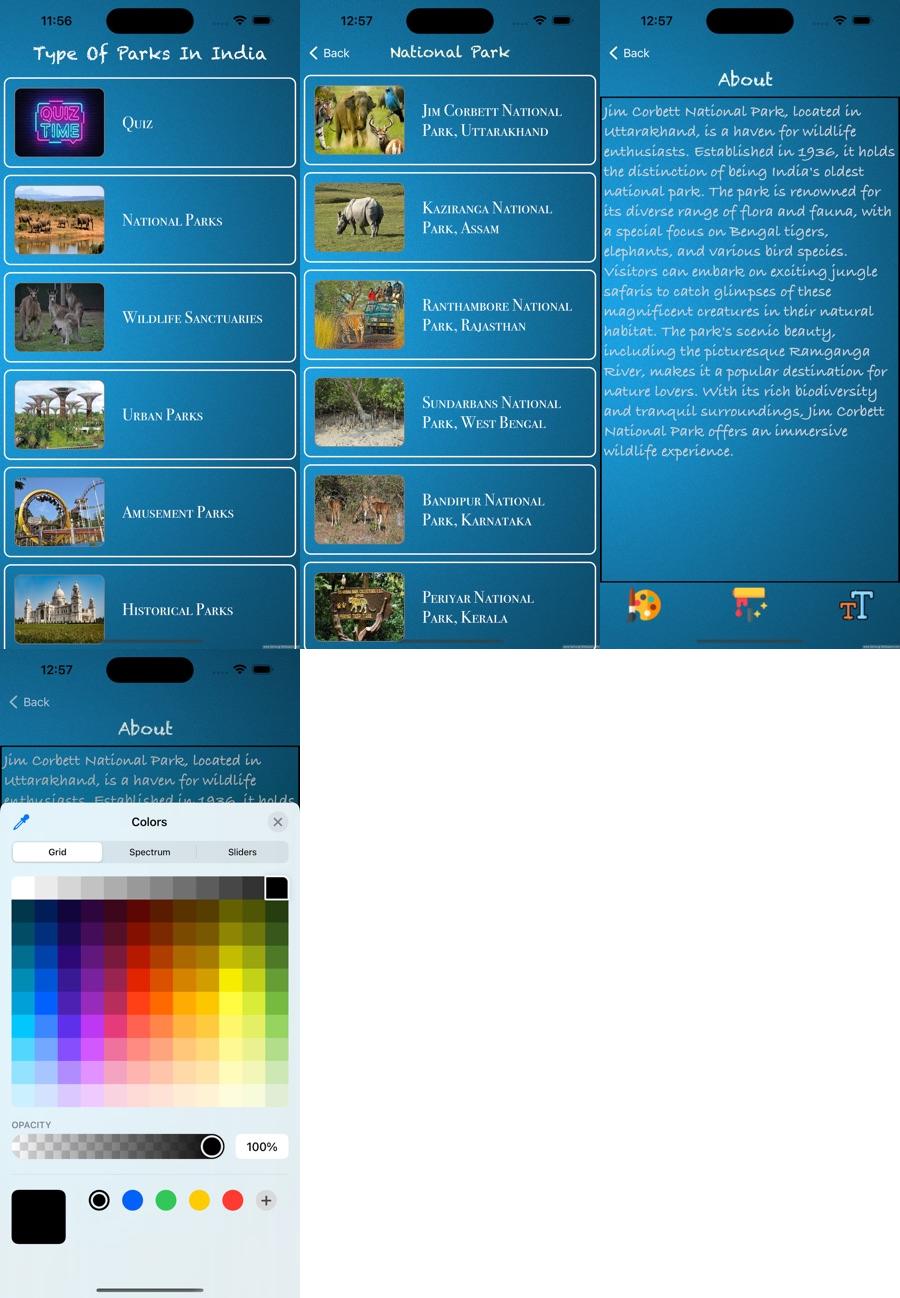 11:56
Type Of Parks In India
QUIZ
TIME
Quiz
National Parks
Wildlife Sanctuaries
Urban Parks
Amusement Parks
Historical Parks
12:57
Back
National Park
Jim Corbett National
Park, Uttarakhand
Kaziranga National
Park, Assam
Ranthambore National
Park, Rajasthan
Sundarbans National
Park, West Bengal
Bandipur National
Park, Karnataka
Periyar National
Park, Kerala
12:57
Back
About
Jim Corbett National Park, located in
Uttarakhand, is a haven for wildlife
enthusiasts. Established in 1936, it holds
the distinction of being India's oldest
national park. The park is renowned for
its diverse range of flora and fauna, with
a special focus on Bengal tigers,
elephants, and various bird species.
Visitors can embark on exciting jungle
safaris to catch glimpses of these
magnificent creatures in their natural
habitat. The park's scenic beauty,
including the picturesque Ramganga
River, makes it a popular destination for
nature lovers. With its rich biodiversity
and tranquil surroundings, Jim Corbett
National Park offers an immersive
wildlife experience.
TT
12:57
Back
About
Jim Corbett National Park, located in
Uttarakhand, is a haven for wildlife
enthusiasts. Established in 1936, it holds
Colors
Grid
Spectrum
Sliders
OPACITY
100%